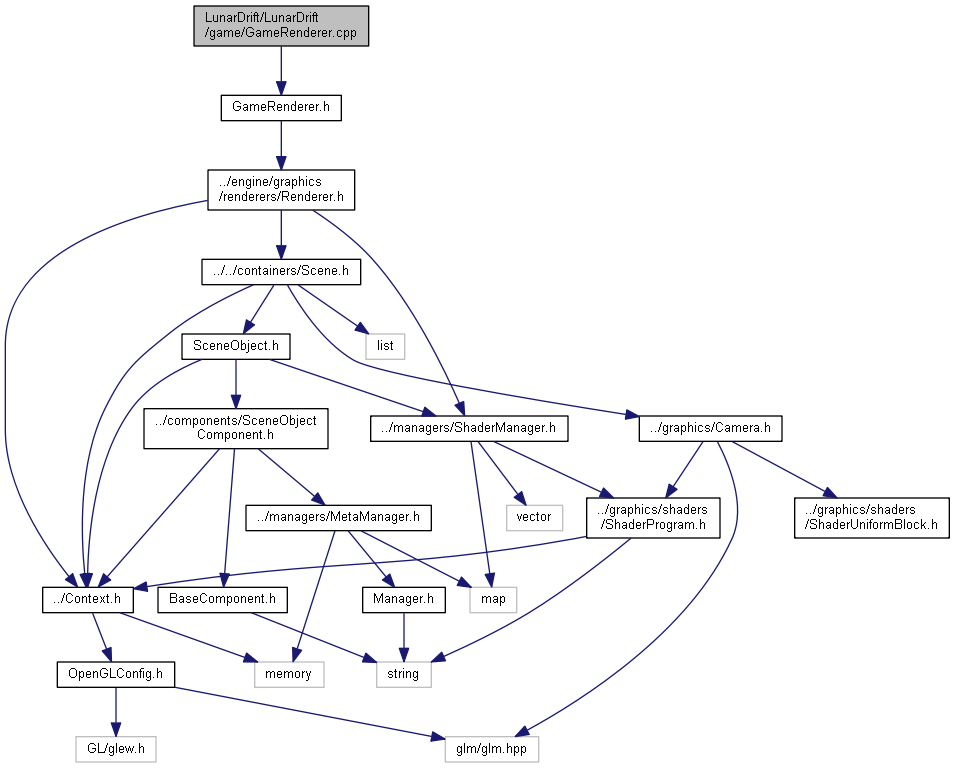 LunarDrift/LunarDrift
/game/GameRenderer.cpp
GameRenderer.h
../engine/graphics
/renderers/Renderer.h
../../containers/Scene.h
SceneObject.h
list
../components/SceneObject
Component.h
../managers/ShaderManager.h
../graphics/Camera.h
../managers/MetaManager.h
vector
../graphics/shaders
/ShaderProgram.h
../graphics/shaders
/ShaderUniformBlock.h
../Context.h
BaseComponent.h
Manager.h
map
OpenGLConfig.h
memory
string
GL/glew.h
glm/glm.hpp